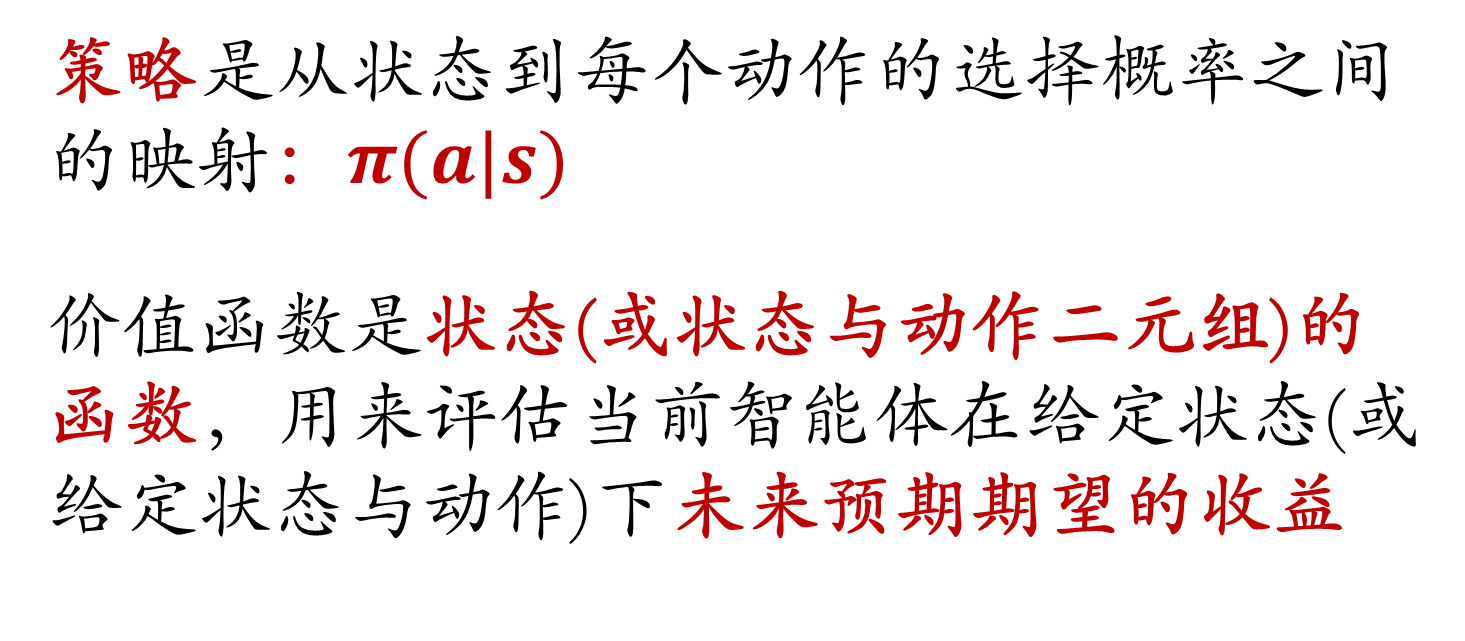 策略是从状态到每个动作的选择概率之间
的映射：π(a|s)
价值函数是状态(或状态与动作二元组)的
函数，用来评估当前智能体在给定状态(或
给定状态与动作)下未来预期期望的收益